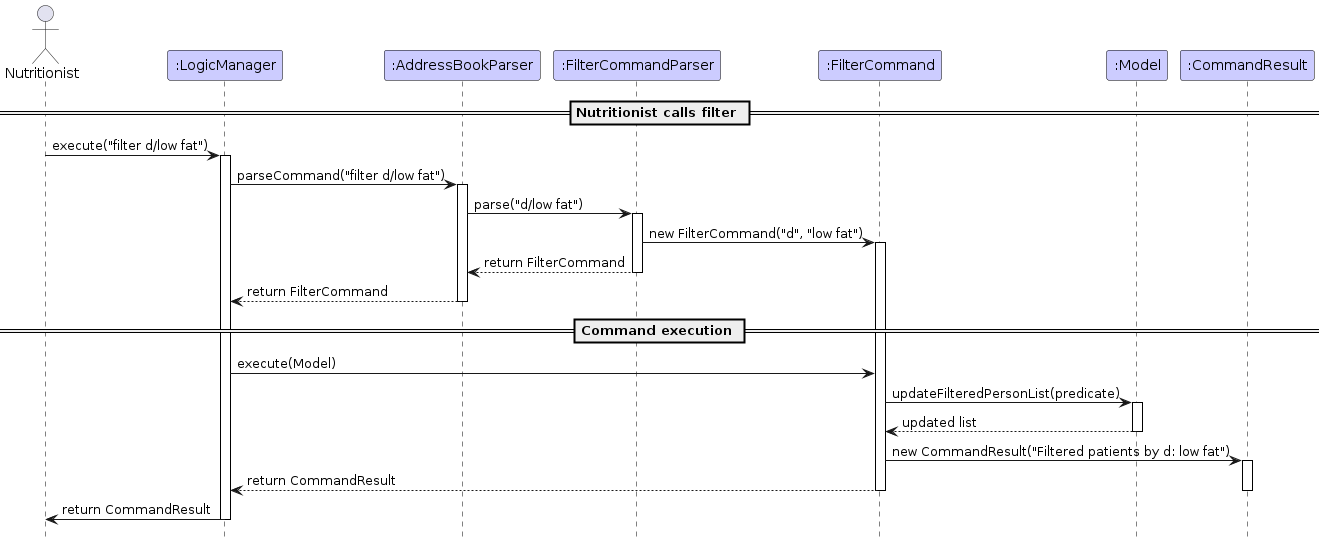 Nutritionist
:LogicManager
:AddressBookParser
:FilterCommandParser
:FilterCommand
:Model
:CommandResult
Nutritionist calls filter
execute("filter d/low fat")
parseCommand("filter d/low fat")
parse("d/low fat")
new FilterCommand("d", "low fat")
return FilterCommand
return FilterCommand
Command execution
execute(Model)
updateFilteredPersonList(predicate)
updated list
new CommandResult("Filtered patients by d: low fat")
return CommandResult
return CommandResult